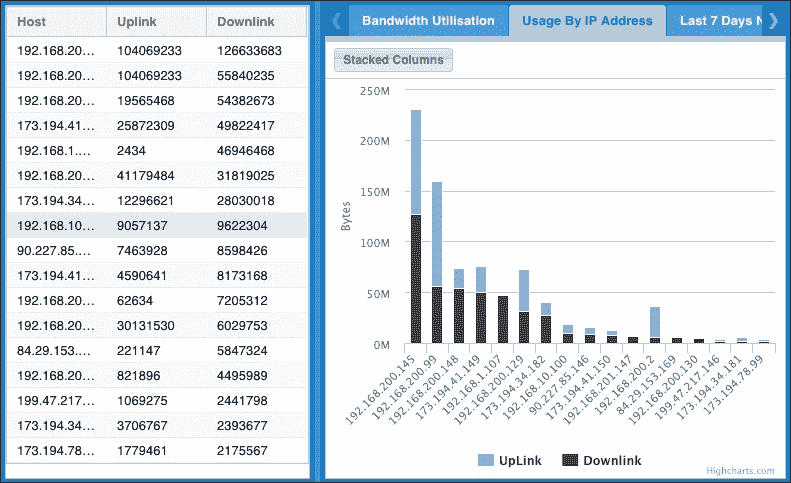 Host Uplink Downlink
192.168.20... 104069233 126633683
192.168.20... 104069233 55840235
192.168.20... 19565468 54382673
173.194.41... 25872309 49822417
192.168.1.... 2434 46946468
192.168.20... 41179484 31819025
173.194.34... 12296621 28030018
192.168.10... 9057137 9622304
90.227.85.... 7463928 8598426
173.194.41... 4590641 8173168
192.168.20... 62634 7205312
192.168.20... 30131530 6029753
84.29.153.... 221147 5847324
192.168.20... 821896 4495989
199.47.217... 1069275 2441798
173.194.34... 3706767 2393677
173.194.78... 1779461 2175567
Bandwidth Utilisation Usage By IP Address Last 7 Days
Stacked Columns
250M
200M
150M
100M
50M
0M
Bytes
192.168.200.145
192.168.200.99
192.168.200.148
173.194.41.149
192.168.1.107
192.168.200.129
173.194.34.182
192.168.10.100
90.227.85.146
173.194.41.150
192.168.201.147
192.168.200.2
84.29.153.169
192.168.200.130
199.47.217.146
173.194.34.181
173.194.78.99
UpLink Downlink
Highcharts.com